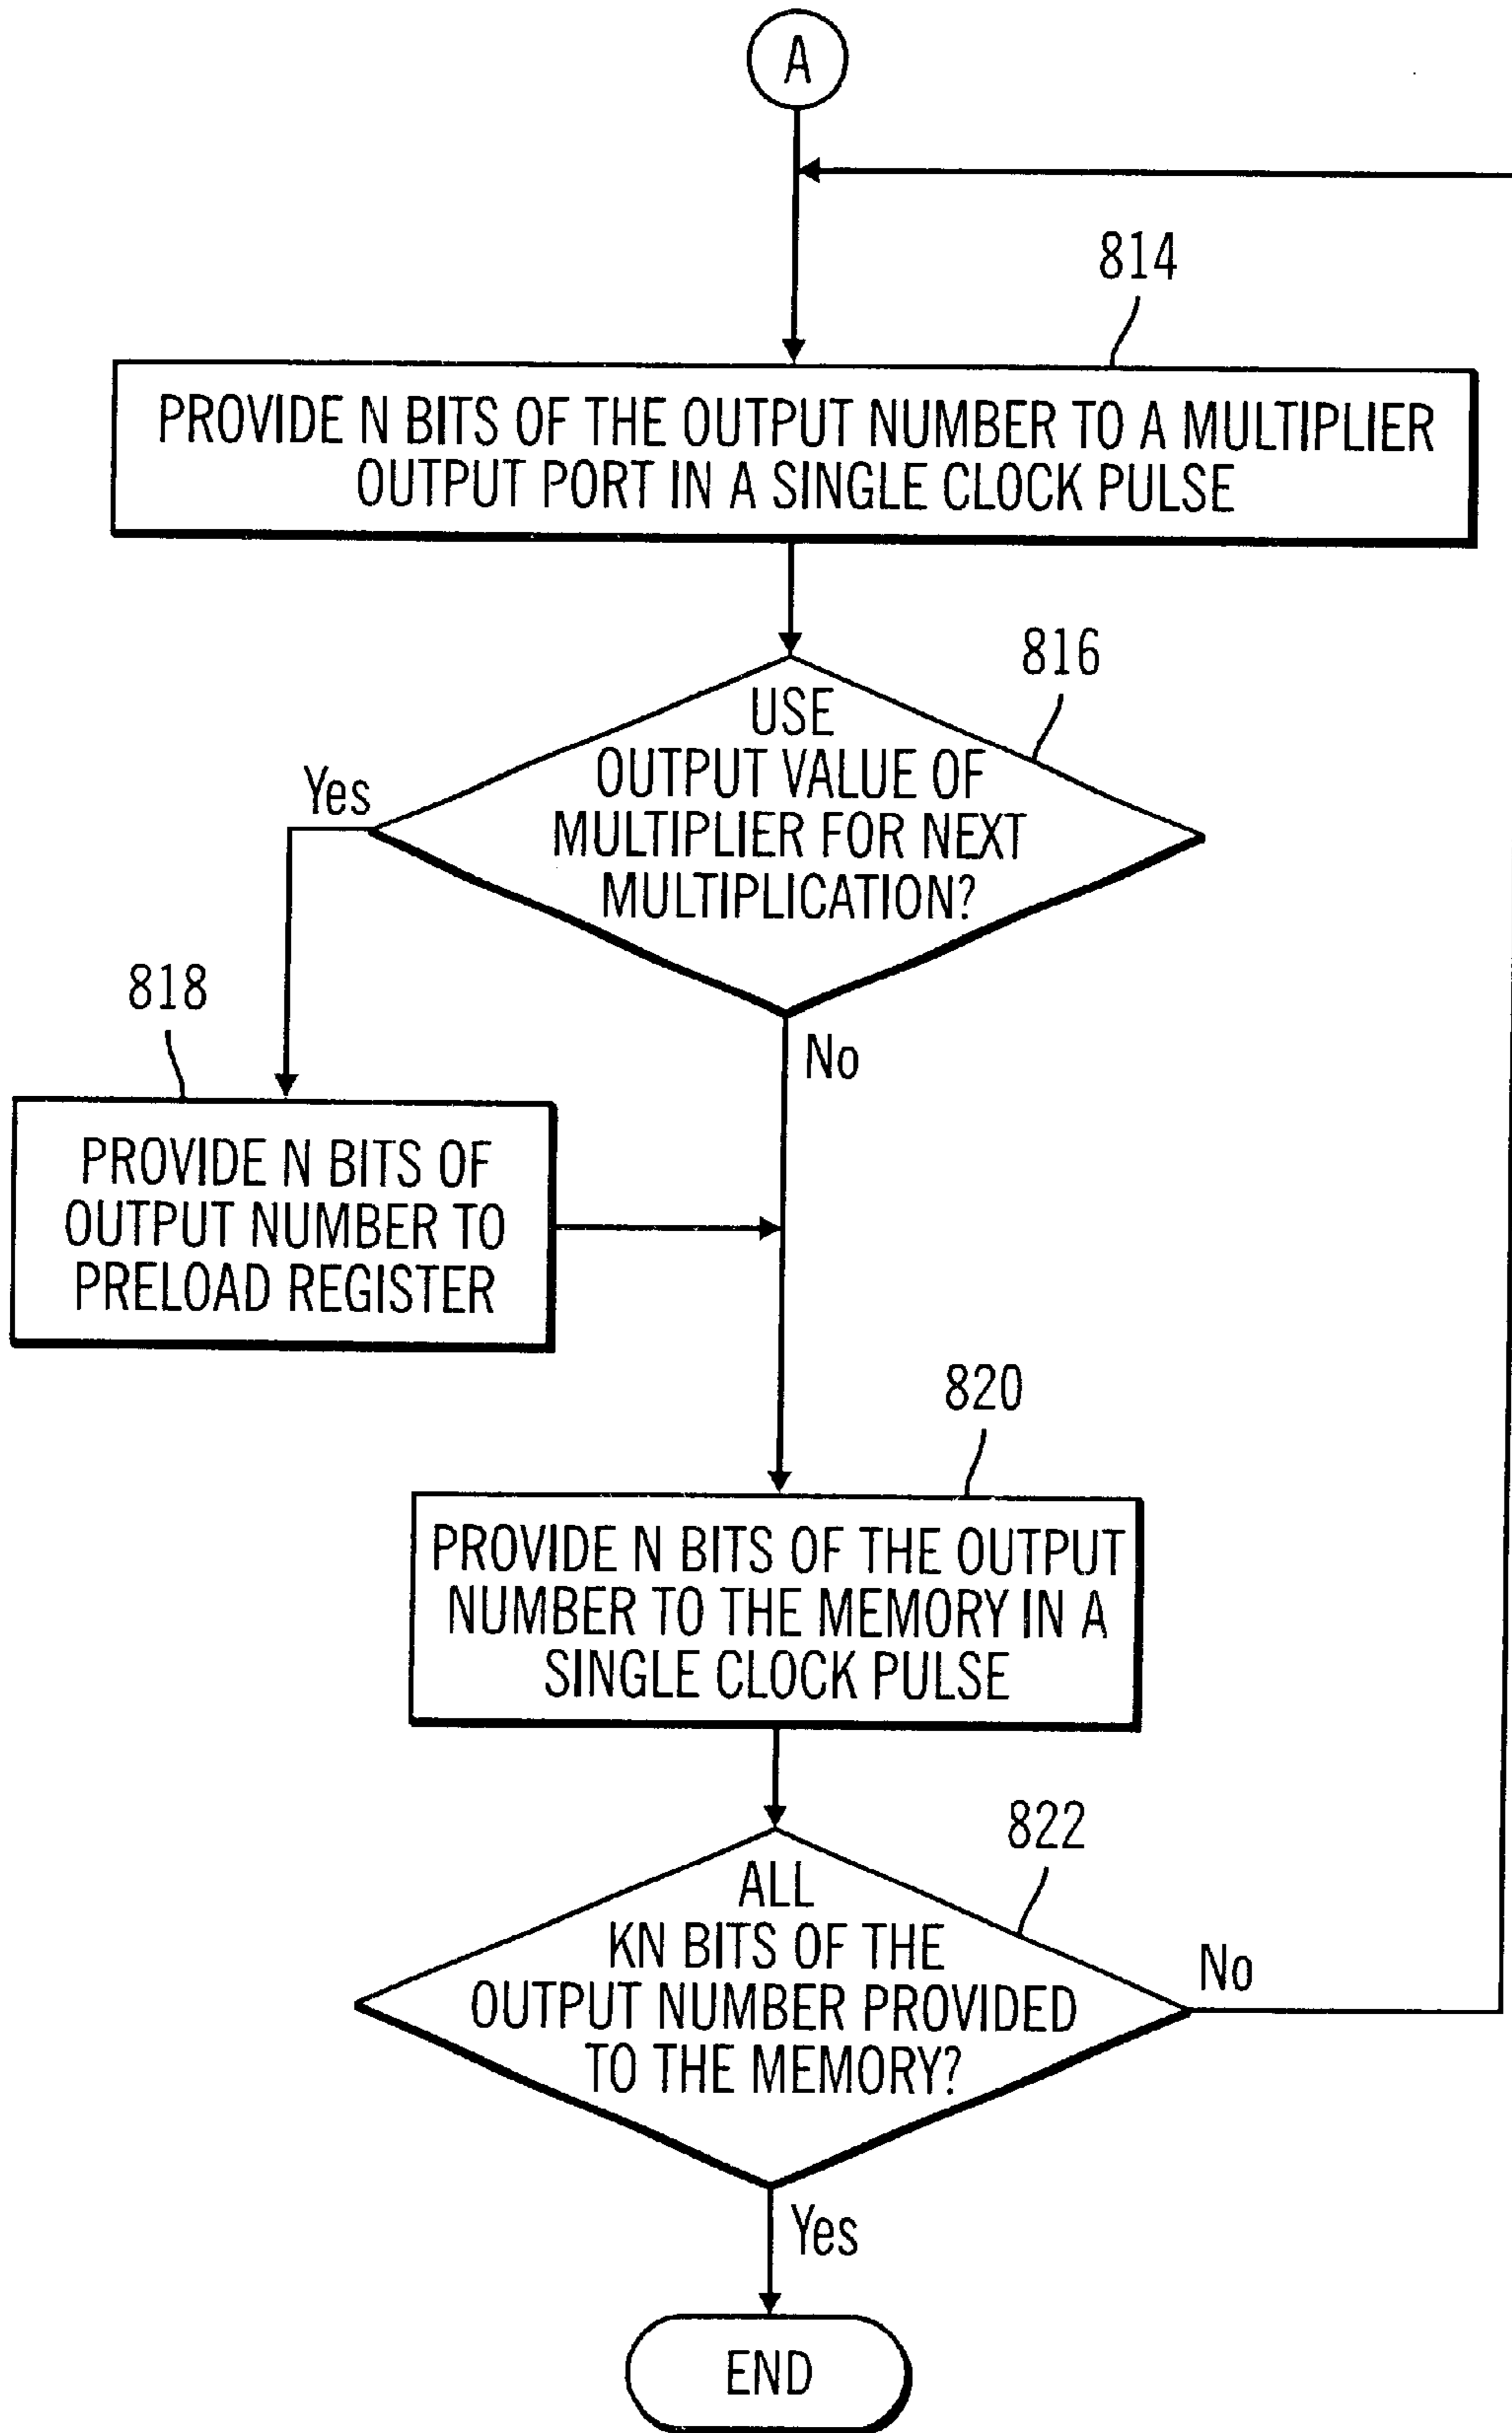 A
814
PROVIDE N BITS OF THE OUTPUT NUMBER TO A MULTIPLIER
OUTPUT PORT IN A SINGLE CLOCK PULSE
816
USE
OUTPUT VALUE OF
MULTIPLIER FOR NEXT
MULTIPLICATION?
Yes
No
818
PROVIDE N BITS OF
OUTPUT NUMBER TO
PRELOAD REGISTER
820
PROVIDE N BITS OF THE OUTPUT
NUMBER TO THE MEMORY IN A
SINGLE CLOCK PULSE
822
ALL
KN BITS OF THE
OUTPUT NUMBER PROVIDED
TO THE MEMORY?
No
Yes
END